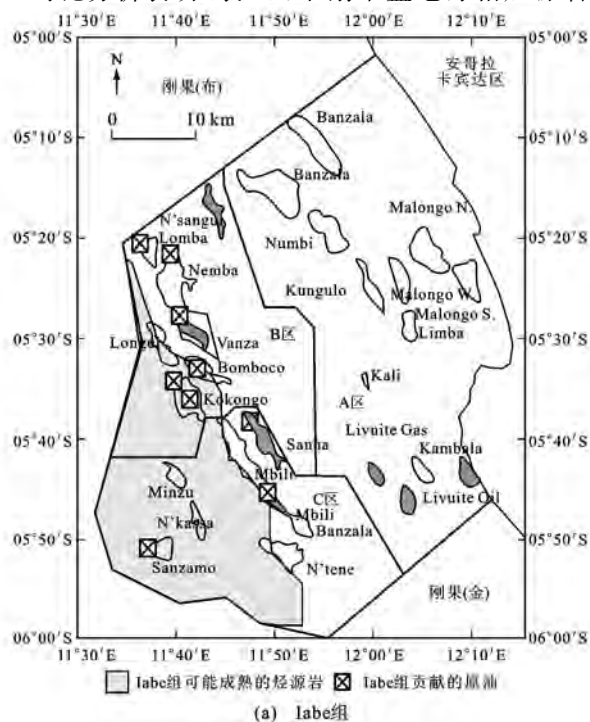 05°00′S
05°00′S
安哥拉
卡宾达区
N
刚果(布)
0 10 km
05°10′S
05°10′S
Banzala
Banzala
Malongo N.
N'sangui
Lomba
05°20′S
05°20′S
Numbi
Nemba
Kungulo
Malongo W.
Malongo S.
Limba
05°30′S
05°30′S
Longui
Vanza
B区
Bomboco
Kali
A区
Kokongo
05°40′S
05°40′S
Livuite Gas
Sanha
Kambala
Mbili
Minzu
C区
Livuite Oil
Mbili
N'kassa
Banzala
05°50′S
05°50′S
Sanzamo
N'tene
刚果(金)
06°00′S
06°00′S
11°30′E 11°40′E 11°50′E 12°00′E 12°10′E
11°30′E 11°40′E 11°50′E 12°00′E 12°10′E
Iabe组可能成熟的烃源岩 Iabe组贡献的原油
(a) Iabe组